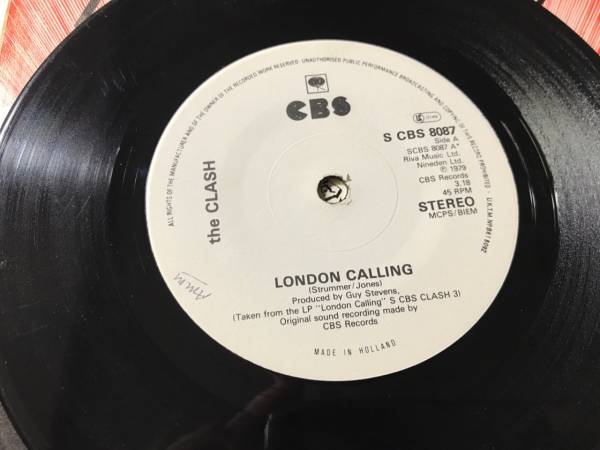 ALL RIGHTS OF THE MANUFACTURER AND OF THE OWNER OF THE RECORDED WORK RESERVED · UNAUTHORISED PUBLIC PERFORMANCE BROADCASTING AND COPYING OF THIS RECORD PROHIBITED · U.K.T.M.
CBS
S CBS 8087
Side A
SCBS 8087 A*
Riva Music Ltd.
Nineden Ltd.
℗ 1979
CBS Records
3.18
45 RPM
STEREO
MCPS/BIEM
the CLASH
LONDON CALLING
(Strummer/Jones)
Produced by Guy Stevens,
(Taken from the LP "London Calling" S CBS CLASH 3)
Original sound recording made by
CBS Records
MADE IN HOLLAND